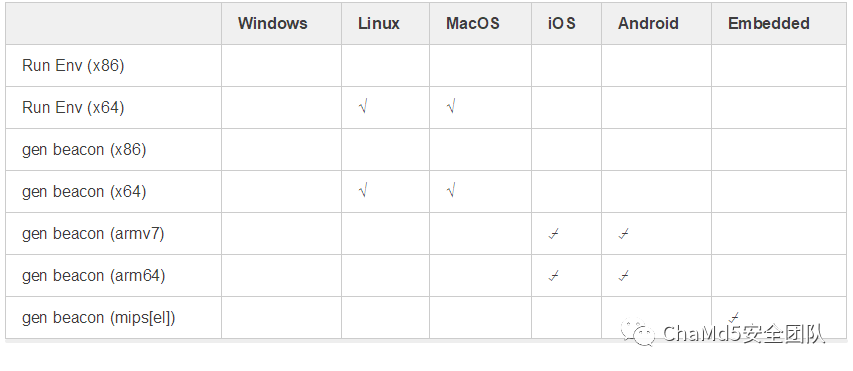 Windows Linux MacOS iOS Android Embedded
Run Env (x86)
Run Env (x64) √ √
gen beacon (x86)
gen beacon (x64) √ √
gen beacon (armv7) ✓ ✓
gen beacon (arm64) ✓ ✓
gen beacon (mips[el]) ✓
ChaMd5安全团队